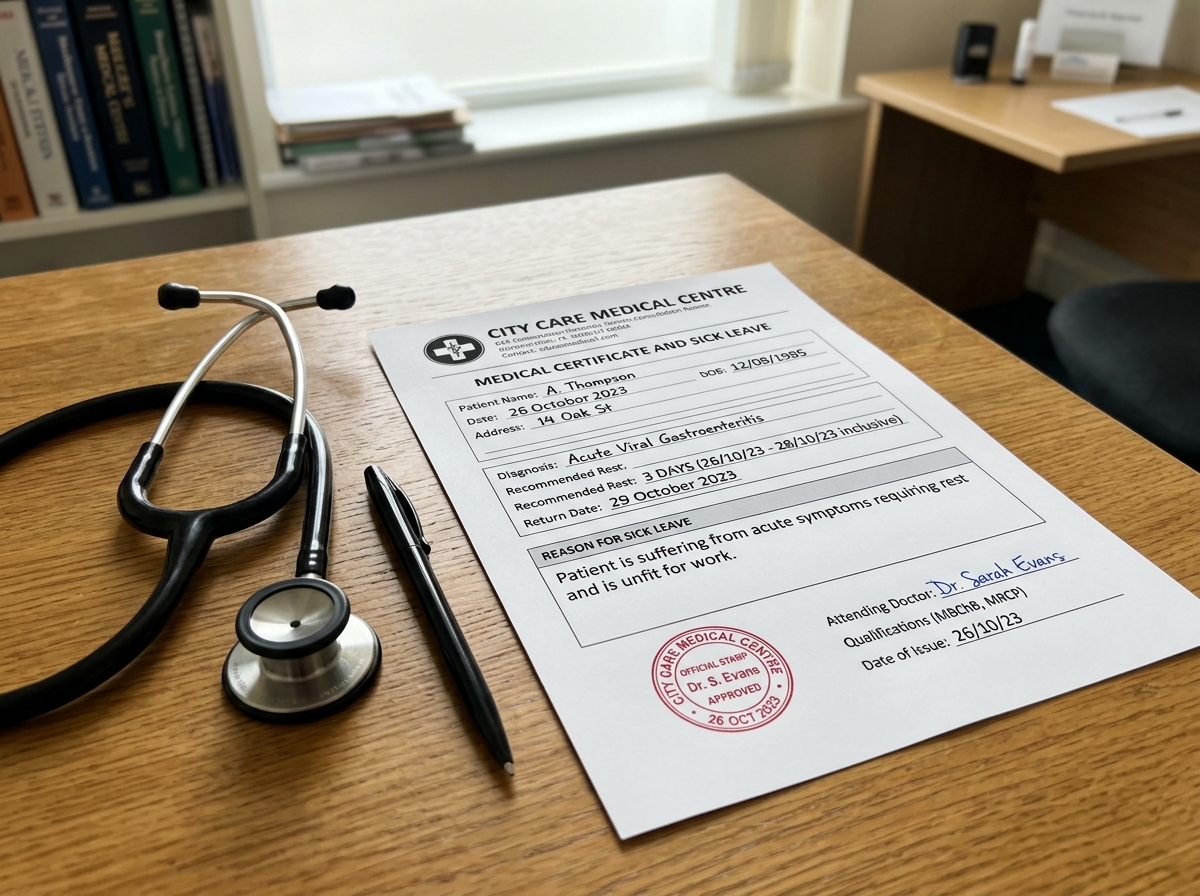 CITY CARE MEDICAL CENTRE
MEDICAL CERTIFICATE AND SICK LEAVE
Patient Name: A. Thompson DOB: 12/08/1985
Date: 26 Octobor 2023
Address: 14 Oak St
Diagnosis: Acute Viral Gastroenteritis
Recommended Rest,
Recommended Rest: 3 DAYS (26/10/23 - 28/10/23 inclusive)
Return Date: 29 October 2023
REASON FOR SICK LEAVE
Patient is suffering from acute symptoms requiring rest
and is unfit for work.
Attending Doctor: Dr. Sarah Evans
Qualifications (MBChB, MRCP)
Date of Issue: 26/10/23
CITY CARE MEDICAL CENTRE
OFFICIAL STABP
Dr. S. Evans
APPROVED
26 OCT 2023